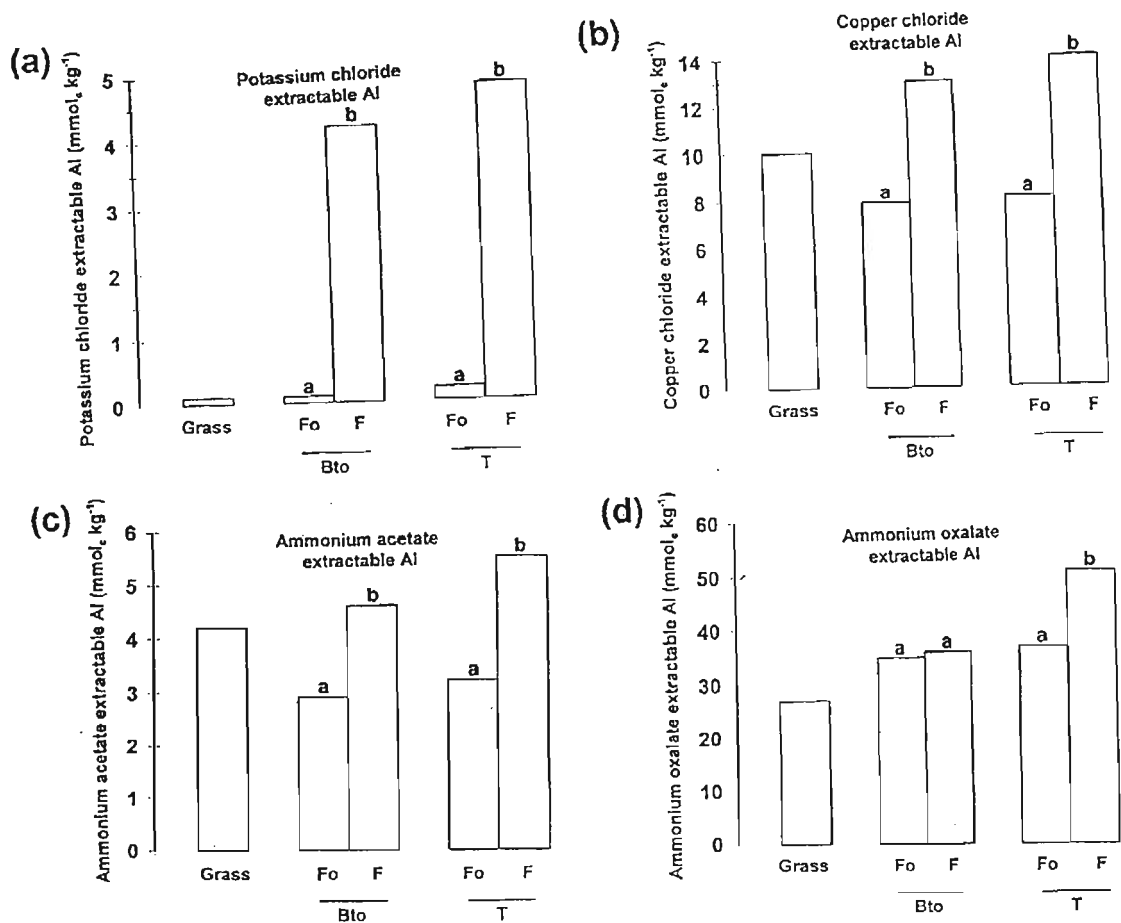 (a)
Potassium chloride
extractable Al
Potassium chloride extractable Al (mmolc kg-1)
5
4
3
2
1
0
a
b
a
b
Grass
Fo F
Fo F
Bto
T
(b)
Copper chloride
extractable Al
Copper chloride extractable Al (mmolc kg-1)
14
12
10
8
6
4
2
0
a
b
a
b
Grass
Fo F
Fo F
Bto
T
(c)
Ammonium acetate
extractable Al
Ammonium acetate extractable Al (mmolc kg-1)
6
5
4
3
2
1
0
a
b
a
b
Grass
Fo F
Fo F
Bto
T
(d)
Ammonium oxalate
extractable Al
Ammonium oxalate extractable Al (mmolc kg-1)
60
50
40
30
20
10
0
a
a
a
b
Grass
Fo F
Fo F
Bto
T